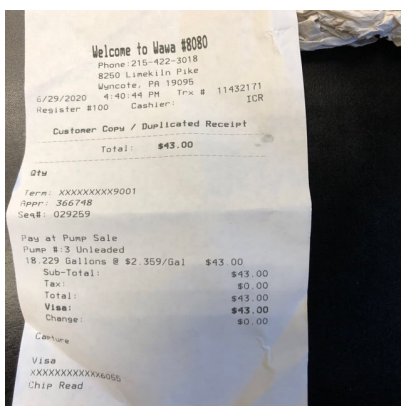 Welcome to Wawa #8080
Phone:215-422-3018
8250 Limekiln Pike
Wyncote, PA 19095
6/29/2020 4:40:44 PM Trx # 11432171
Register #100 Cashier: ICR
Customer Copy / Duplicated Receipt
Total: $43.00
Qty
Term: XXXXXXXXX9001
Appr: 366748
Seq#: 029259
Pay at Pump Sale
Pump #:3 Unleaded
18.229 Gallons @ $2.359/Gal $43.00
Sub-Total: $43.00
Tax: $0.00
Total: $43.00
Visa: $43.00
Change: $0.00
Capture
Visa
XXXXXXXXXXXX6055
Chip Read